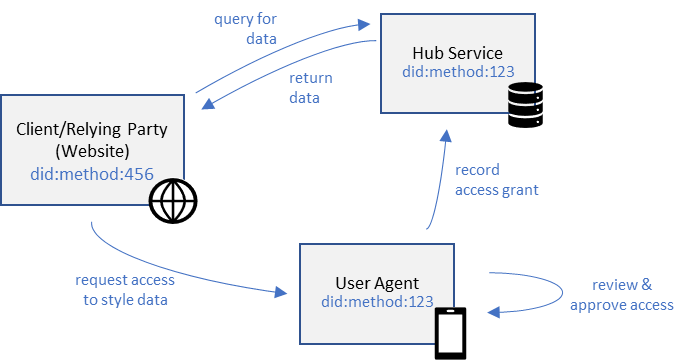 query for
data
Hub Service
did:method:123
return
data
Client/Relying Party
(Website)
did:method:456
record
access grant
request access
to style data
User Agent
did:method:123
review &
approve access